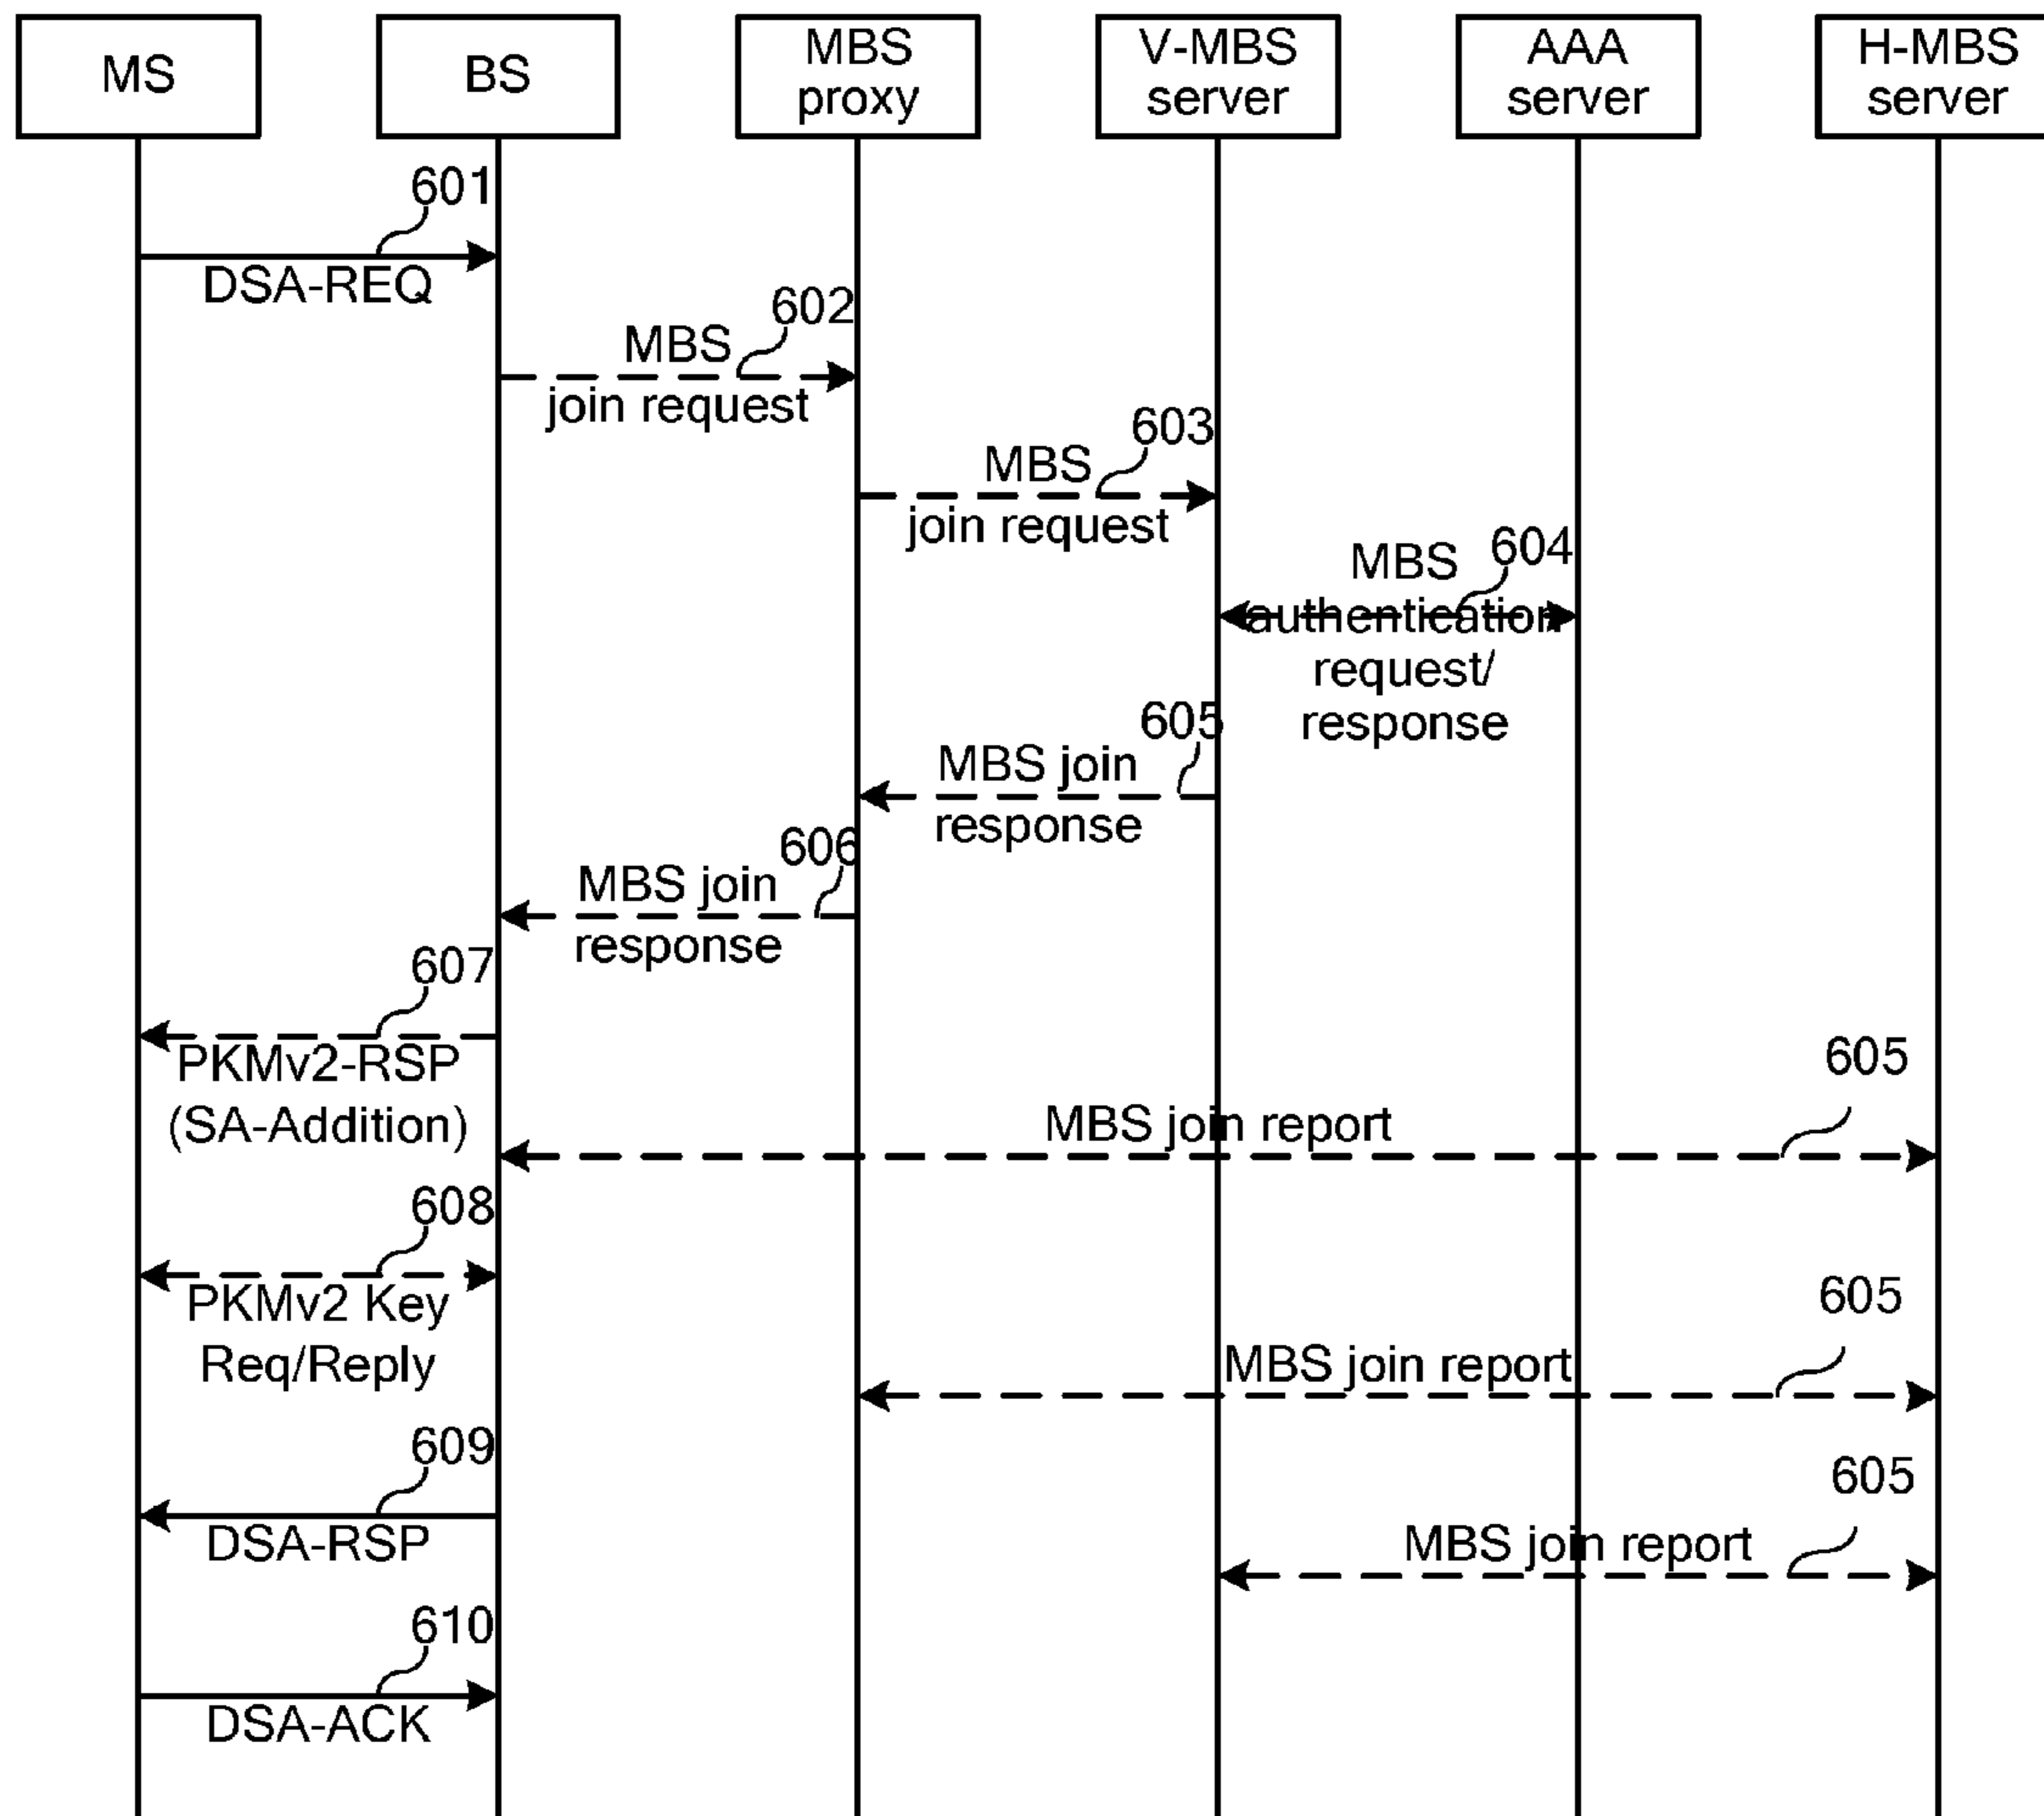 MS
BS
MBS
proxy
V-MBS
server
AAA
server
H-MBS
server
601
DSA-REQ
602
MBS
join request
603
MBS
join request
604
MBS
authentication
request/
response
605
MBS join
response
606
MBS join
response
607
PKMv2-RSP
(SA-Addition)
605
MBS join report
608
PKMv2 Key
Req/Reply
605
MBS join report
609
DSA-RSP
605
MBS join report
610
DSA-ACK